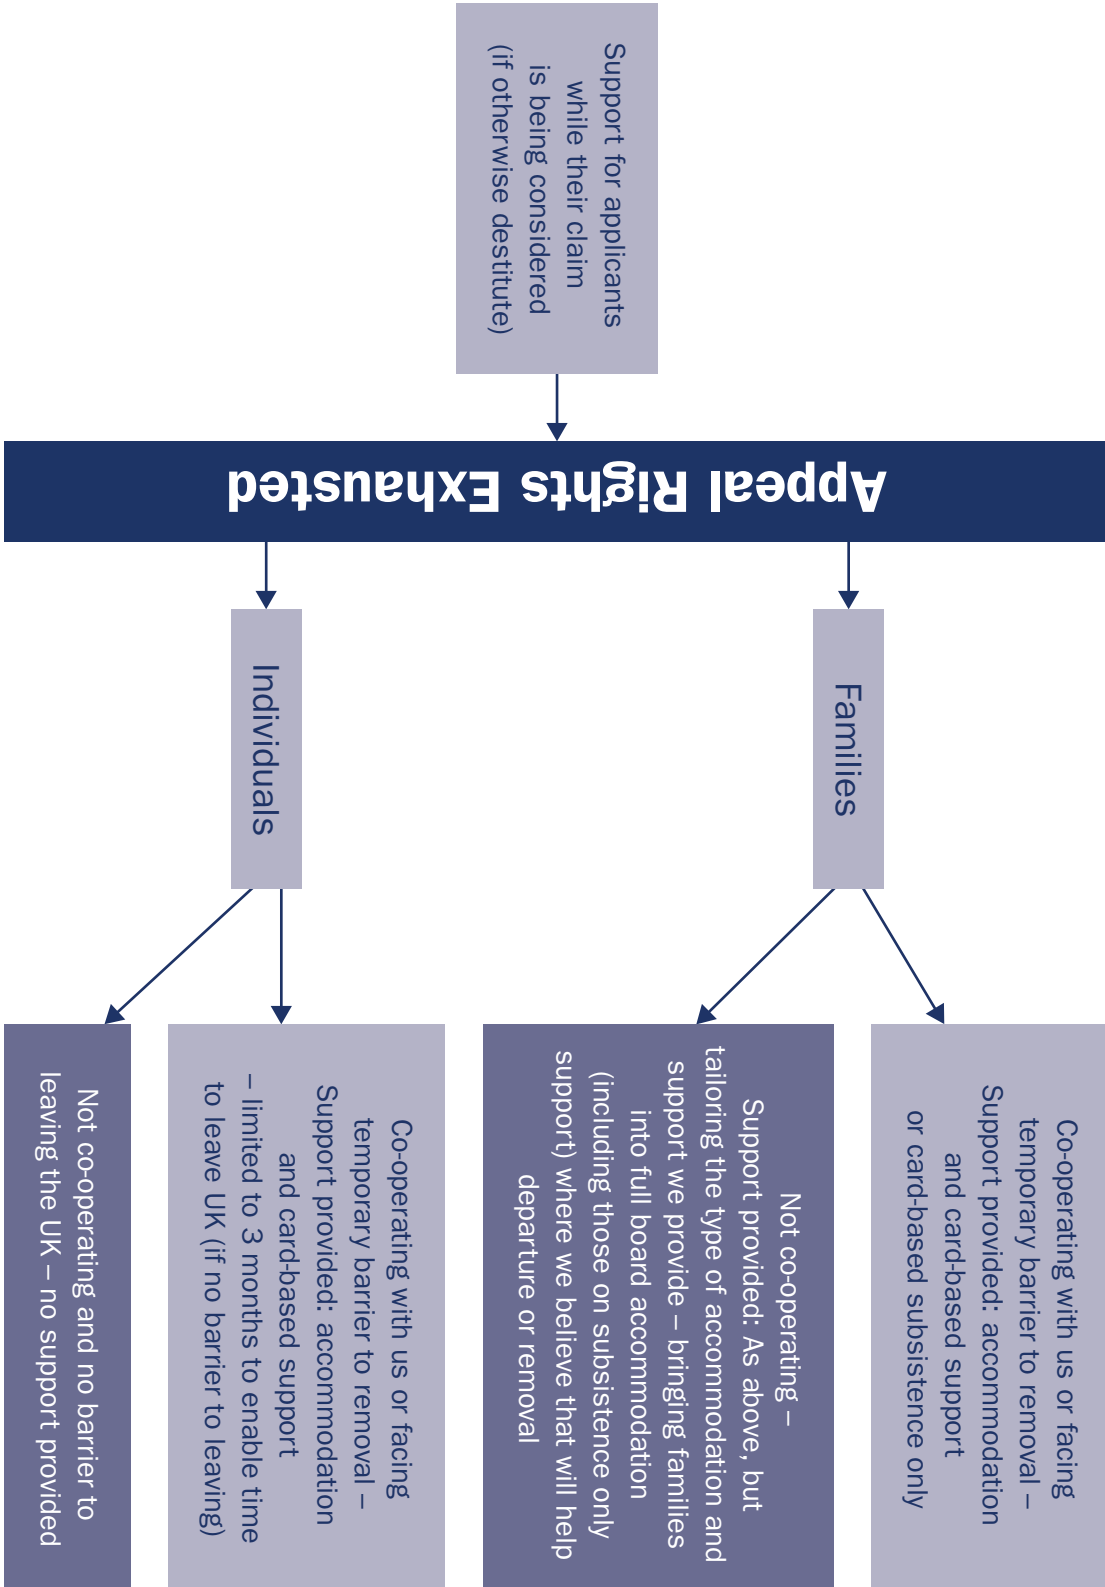 Support for applicants
while their claim
is being considered
(if otherwise destitute)
Appeal Rights Exhausted
Families
Individuals
Co-operating with us or facing
temporary barrier to removal –
Support provided: accommodation
and card-based support
or card-based subsistence only
Not co-operating –
Support provided: As above, but
tailoring the type of accommodation and
support we provide – bringing families
into full board accommodation
(including those on subsistence only
support) where we believe that will help
departure or removal
Co-operating with us or facing
temporary barrier to removal –
Support provided: accommodation
and card-based support
– limited to 3 months to enable time
to leave UK (if no barrier to leaving)
Not co-operating and no barrier to
leaving the UK – no support provided